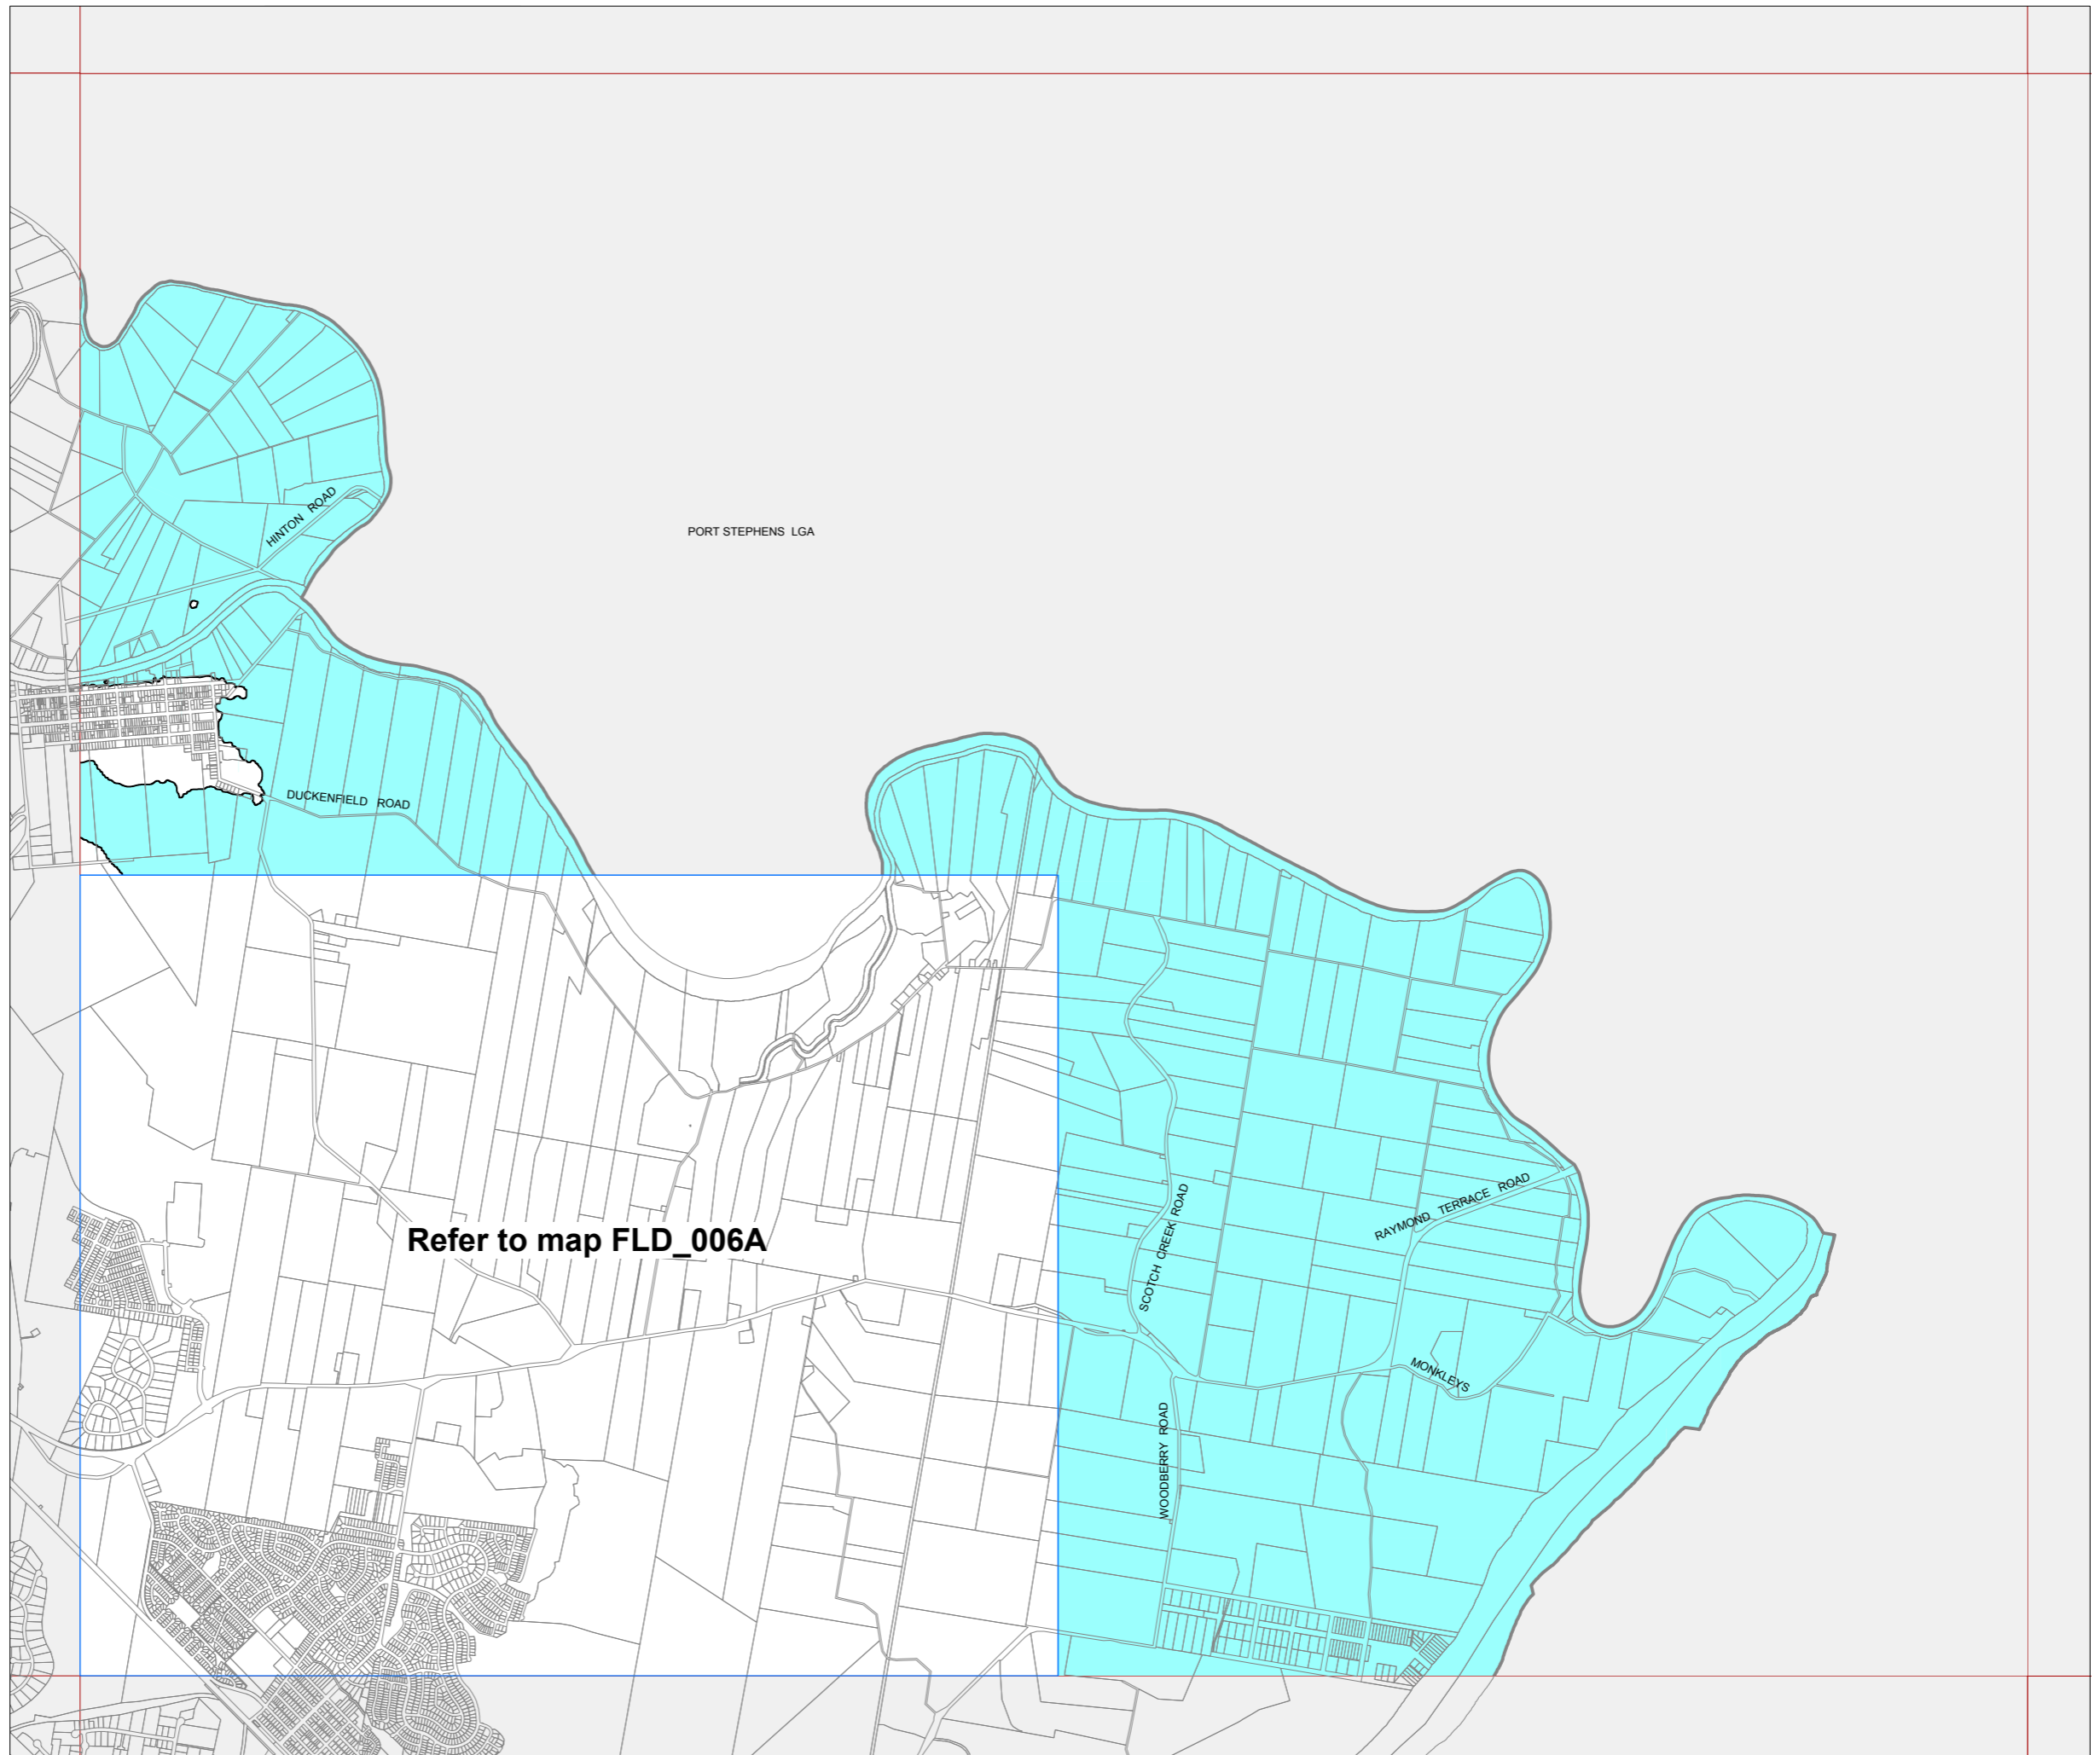 HINTON ROAD
PORT STEPHENS LGA
DUCKENFIELD ROAD
RAYMOND TERRACE ROAD
SCOTCH CREEK ROAD
Refer to map FLD_006A
MONKLEYS
WOODBERRY ROAD